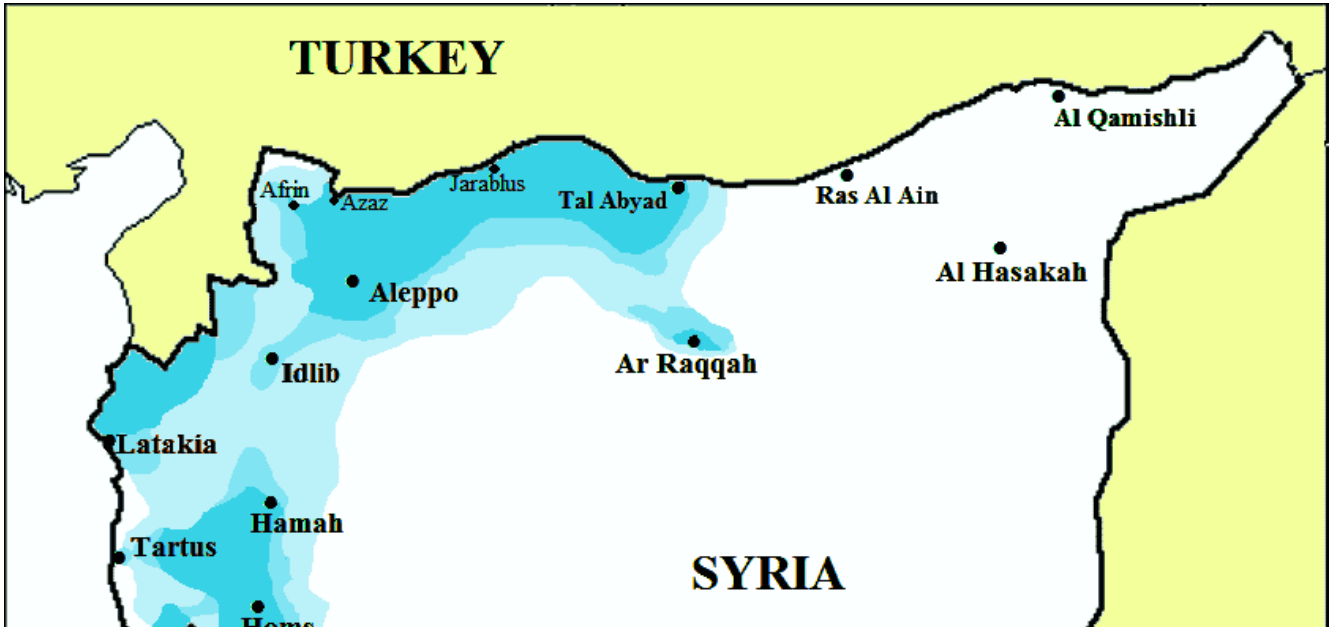 TURKEY
Al Qamishli
Afrin
Azaz
Jarablus
Tal Abyad
Ras Al Ain
Al Hasakah
Aleppo
Ar Raqqah
Idlib
Latakia
Hamah
Tartus
SYRIA
Homs